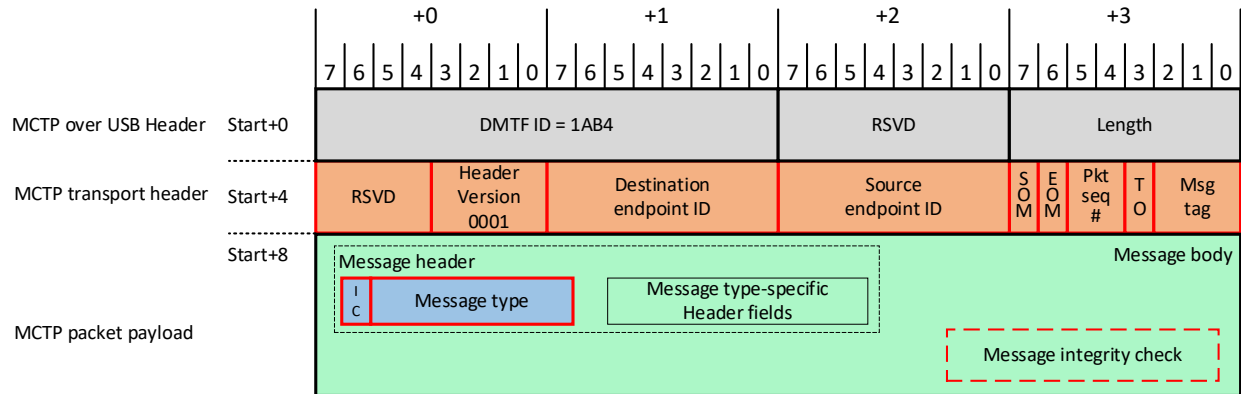 +0 +1 +2 +3
7 6 5 4 3 2 1 0 7 6 5 4 3 2 1 0 7 6 5 4 3 2 1 0 7 6 5 4 3 2 1 0
MCTP over USB Header Start+0 DMTF ID = 1AB4 RSVD Length
MCTP transport header Start+4
RSVD
Header
Version
0001
Destination
endpoint ID
Source
endpoint ID
SOM
EOM
Pkt
seq
#
TO
Msg
tag
Start+8
Message header
Message body
IC
Message type
Message type-specific
Header fields
MCTP packet payload
Message integrity check